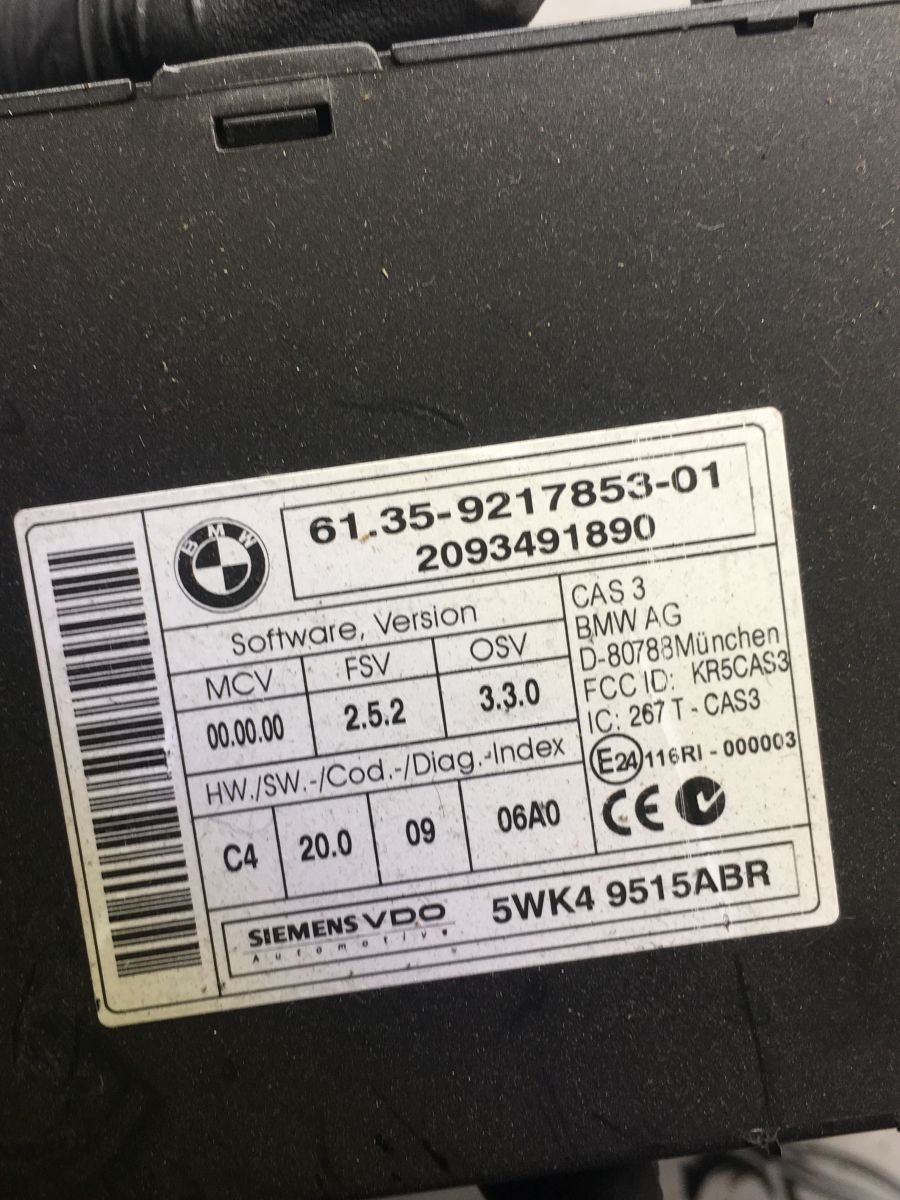 BMW
61.35-9217853-01
2093491890
Software, Version
MCV FSV OSV
00.00.00 2.5.2 3.3.0
HW./SW.-/Cod.-/Diag.-Index
C4 20.0 09 06A0
CAS 3
BMW AG
D-80788München
FCC ID: KR5CAS3
IC: 267T - CAS3
E24 116RI - 000003
CE
SIEMENS VDO
Automotive
5WK4 9515ABR